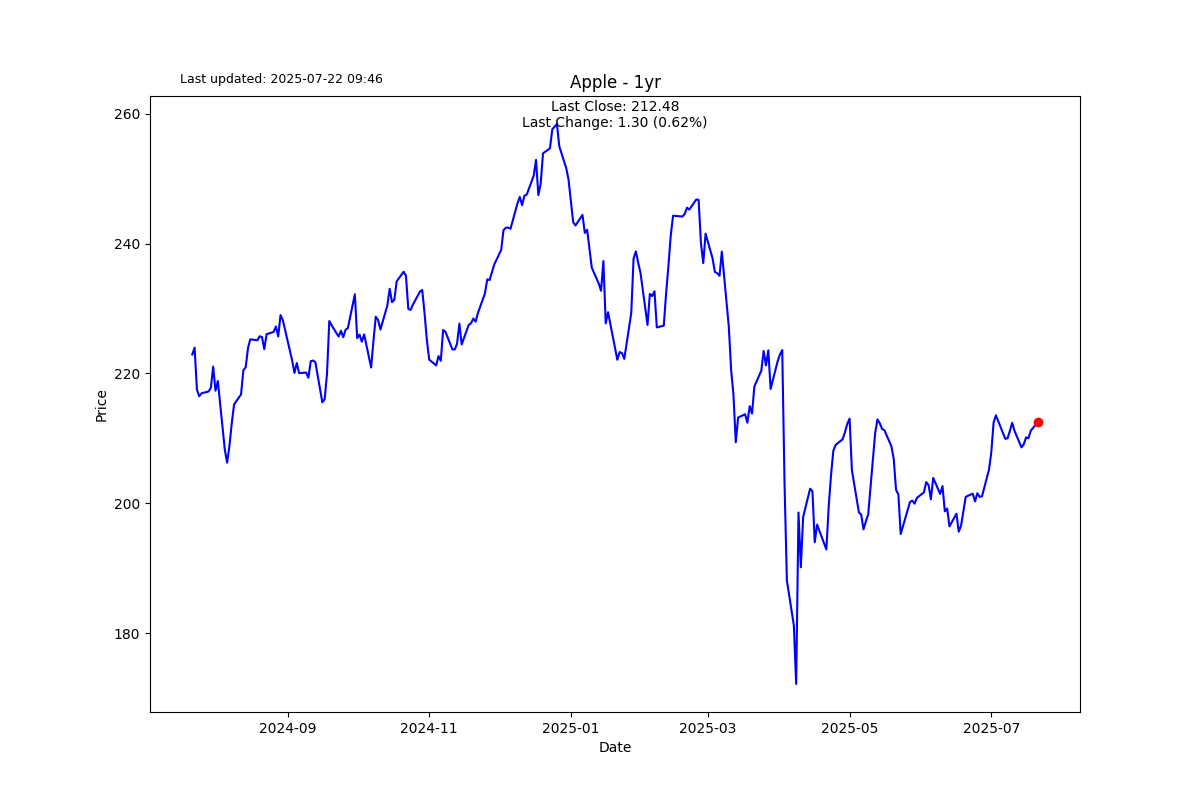 Last updated: 2025-07-22 09:46
Apple - 1yr
Last Close: 212.48
Last Change: 1.30 (0.62%)
260
240
220
200
180
Price
2024-09
2024-11
2025-01
2025-03
2025-05
2025-07
Date